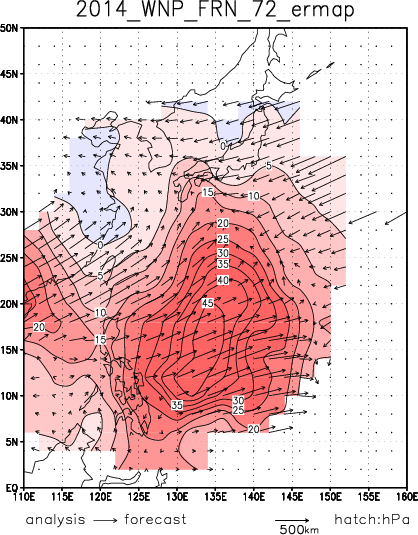 2014_WNP_FRN_72_ermap
50N
45N
40N
0
35N
5
15
10
30N
20
25
0
25N
30
35
5
40
20N
45
10
20
15N
15
10N
35
30
25
20
5N
EQ
110E 115E 120E 125E 130E 135E 140E 145E 150E 155E 160E
analysis → forecast
hatch:hPa
500km